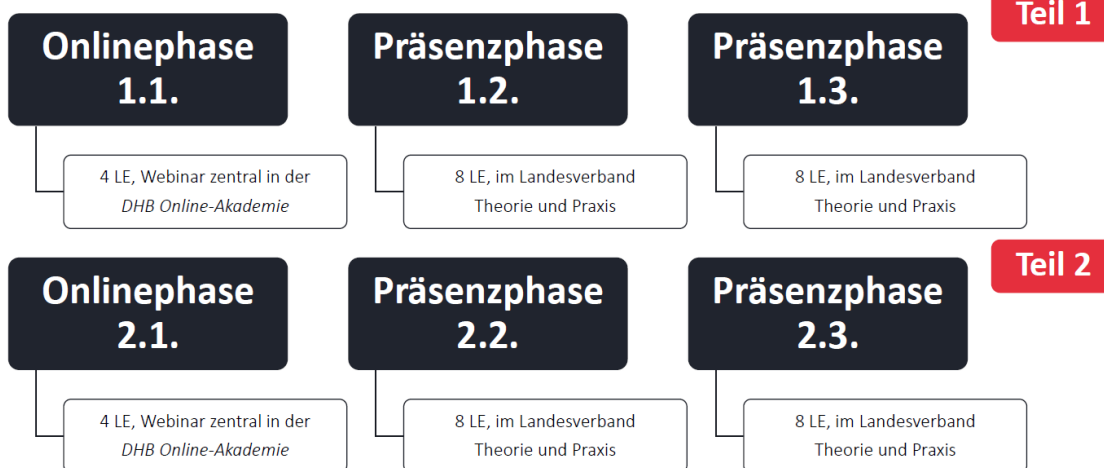 Teil 1
Onlinephase
1.1.
4 LE, Webinar zentral in der
DHB Online-Akademie
Präsenzphase
1.2.
8 LE, im Landesverband
Theorie und Praxis
Präsenzphase
1.3.
8 LE, im Landesverband
Theorie und Praxis
Teil 2
Onlinephase
2.1.
4 LE, Webinar zentral in der
DHB Online-Akademie
Präsenzphase
2.2.
8 LE, im Landesverband
Theorie und Praxis
Präsenzphase
2.3.
8 LE, im Landesverband
Theorie und Praxis